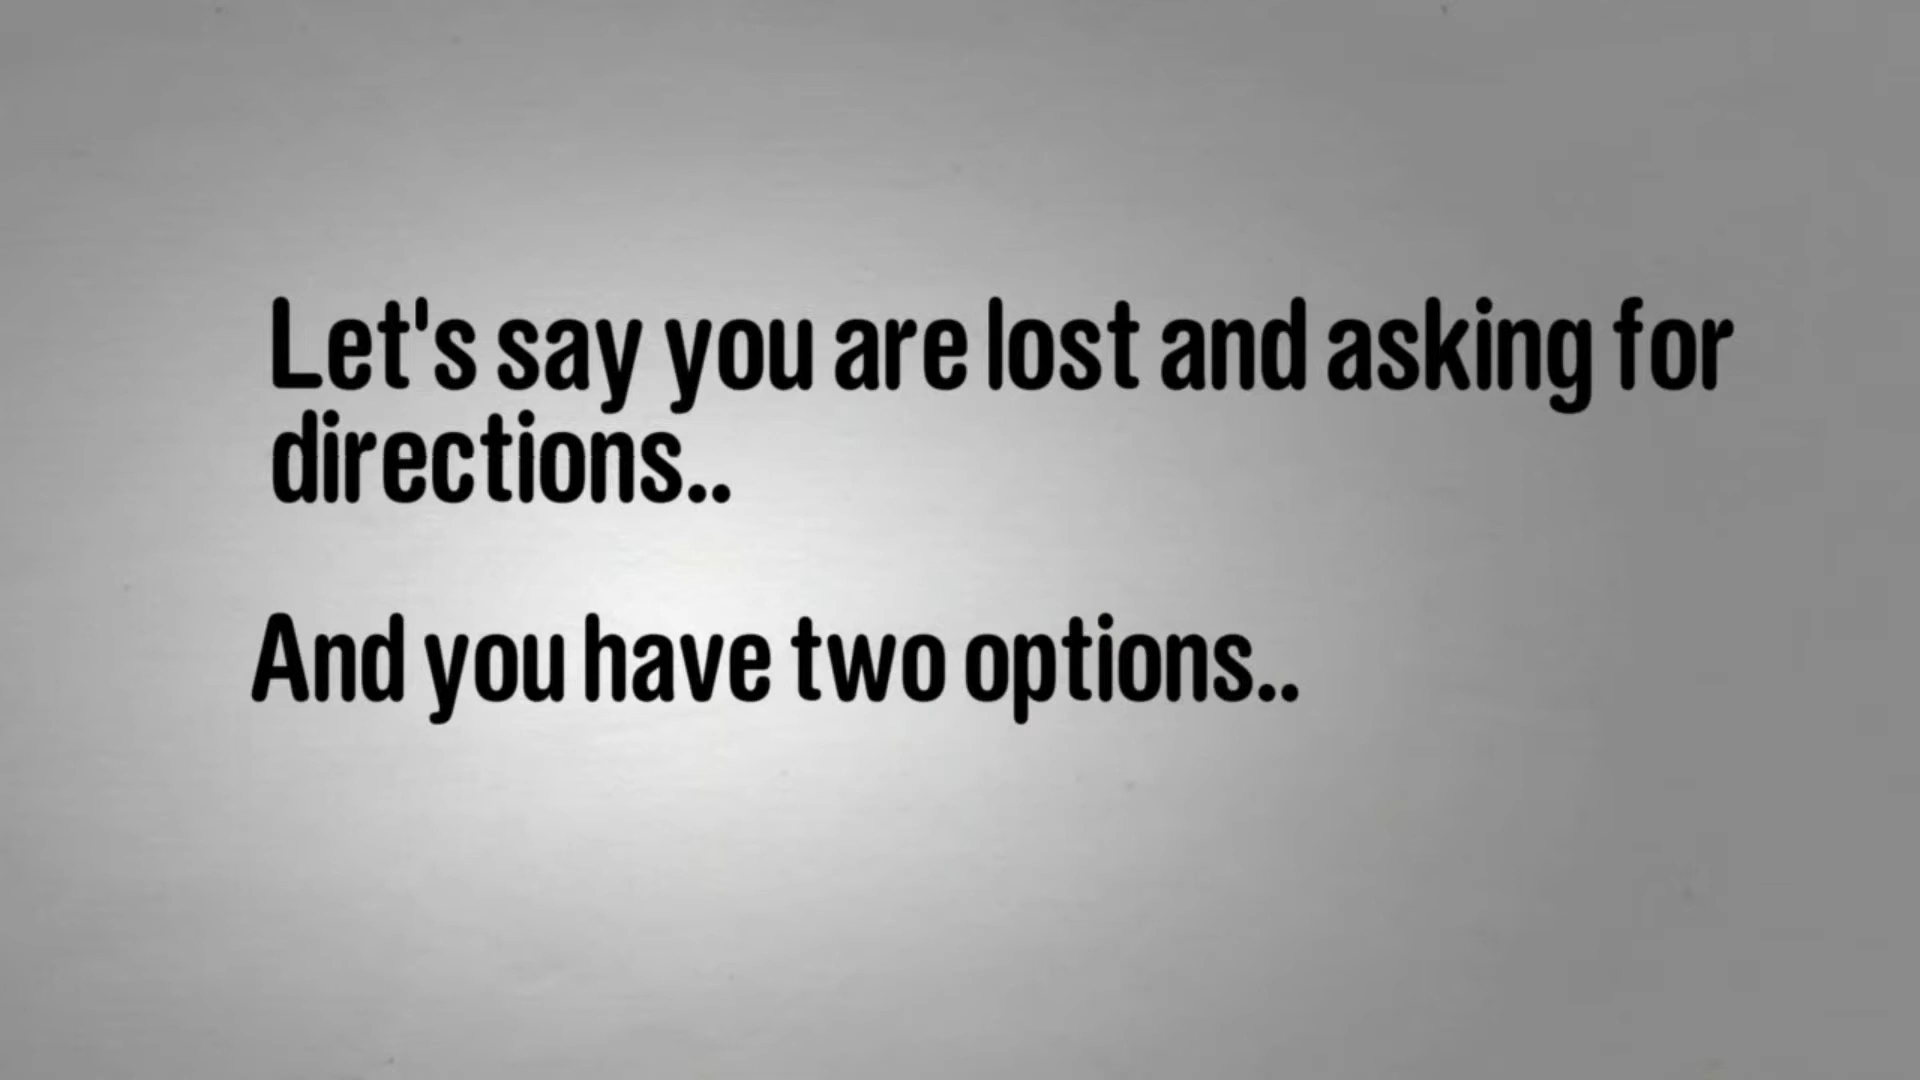 Let's say you are lost and asking for
directions..
And you have two options..